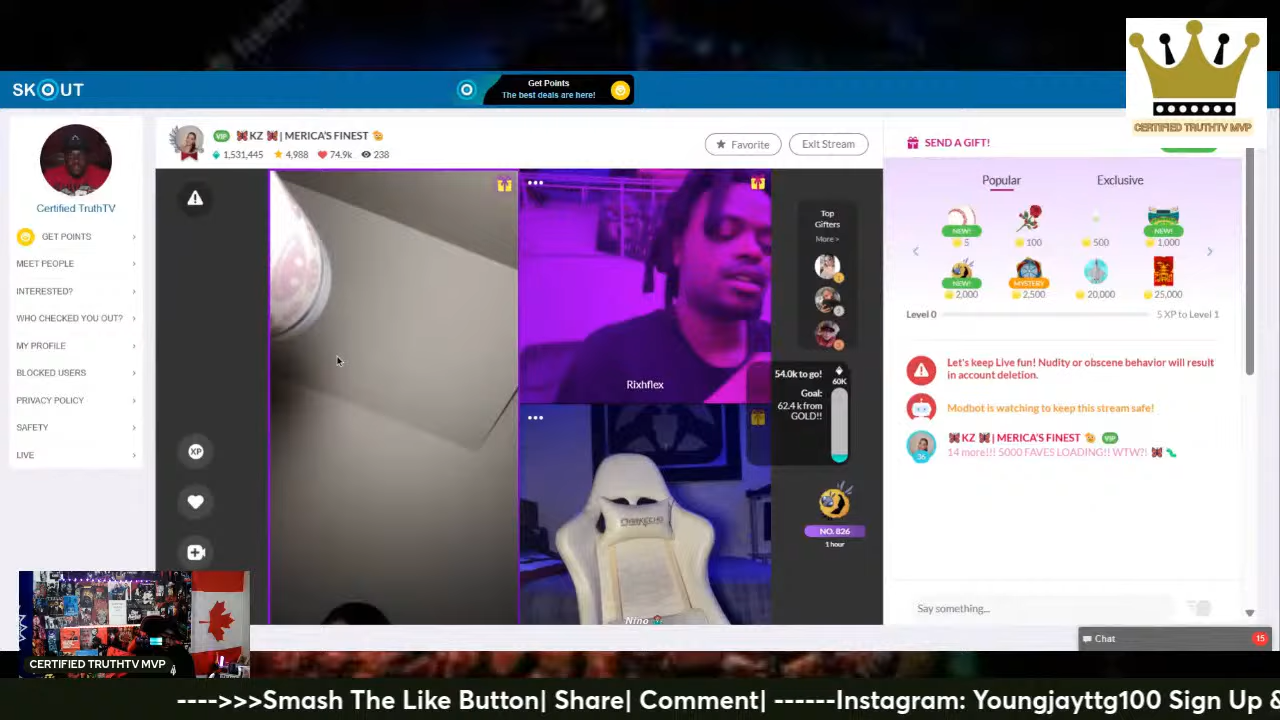 SKOUT
Get Points
The best deals are here!
CERTIFIED TRUTHTV MVP
Certified TruthTV
GET POINTS
MEET PEOPLE
INTERESTED?
WHO CHECKED YOU OUT?
MY PROFILE
BLOCKED USERS
PRIVACY POLICY
SAFETY
LIVE
VIP KZ | MERICA'S FINEST
1,531,445 4,988 74.9k 238
Favorite
Exit Stream
XP
Rixhflex
Nino
Top
Gifters
More >
54.0k to go!
60K
Goal:
62.4 k from
GOLD!!
NO. 826
1 hour
SEND A GIFT!
Popular Exclusive
NEW! NEW!
5 100 500 1,000
NEW! MYSTERY
2,000 2,500 20,000 25,000
Level 0 5 XP to Level 1
Let's keep Live fun! Nudity or obscene behavior will result
in account deletion.
Modbot is watching to keep this stream safe!
KZ | MERICA'S FINEST VIP
36
14 more!!! 5000 FAVES LOADING!! WTW?!
Say something...
Chat 15
CERTIFIED TRUTHTV MVP
---->>>Smash The Like Button| Share| Comment| ------Instagram: Youngjayttg100 Sign Up &